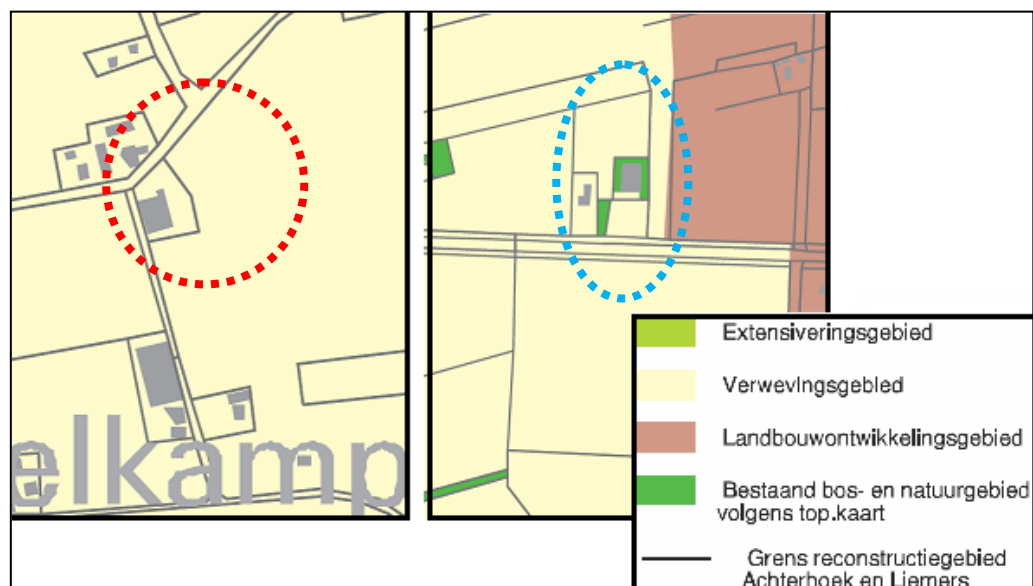 elkamp
Extensiveringsgebied
Verwevingsgebied
Landbouwontwikkelingsgebied
Bestaand bos- en natuurgebied
volgens top.kaart
Grens reconstructiegebied
Achterhoek en Liemers